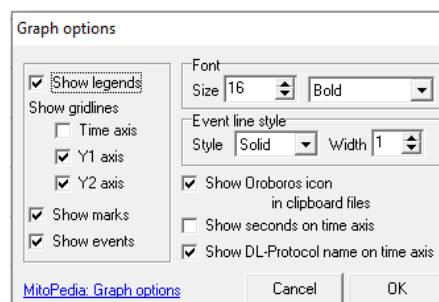 Graph options
Show legends
Show gridlines
Time axis
Y1 axis
Y2 axis
Show marks
Show events
Font
Size 16 Bold
Event line style
Style Solid Width 1
Show Oroboros icon
in clipboard files
Show seconds on time axis
Show DL-Protocol name on time axis
MitoPedia: Graph options
Cancel OK